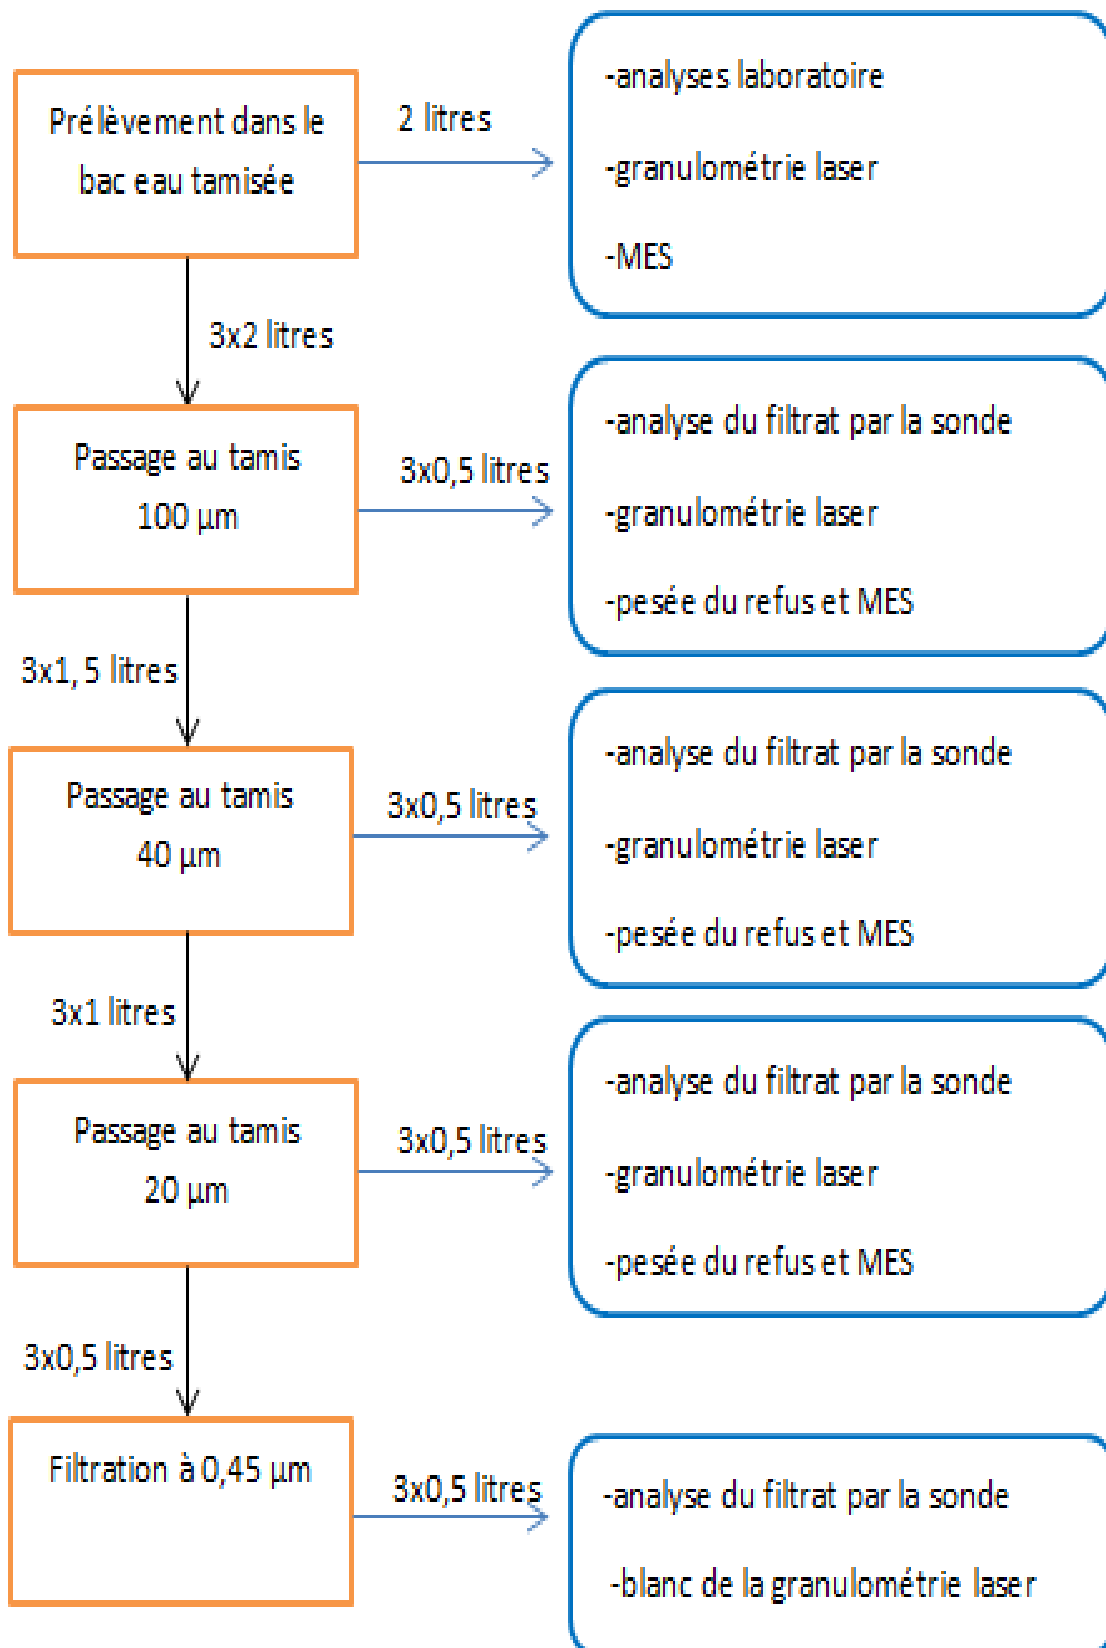 Prélèvement dans le
bac eau tamisée
2 litres
-analyses laboratoire
-granulométrie laser
-MES
3x2 litres
Passage au tamis
100 µm
3x0,5 litres
-analyse du filtrat par la sonde
-granulométrie laser
-pesée du refus et MES
3x1, 5 litres
Passage au tamis
40 µm
3x0,5 litres
-analyse du filtrat par la sonde
-granulométrie laser
-pesée du refus et MES
3x1 litres
Passage au tamis
20 µm
3x0,5 litres
-analyse du filtrat par la sonde
-granulométrie laser
-pesée du refus et MES
3x0,5 litres
Filtration à 0,45 µm
3x0,5 litres
-analyse du filtrat par la sonde
-blanc de la granulométrie laser